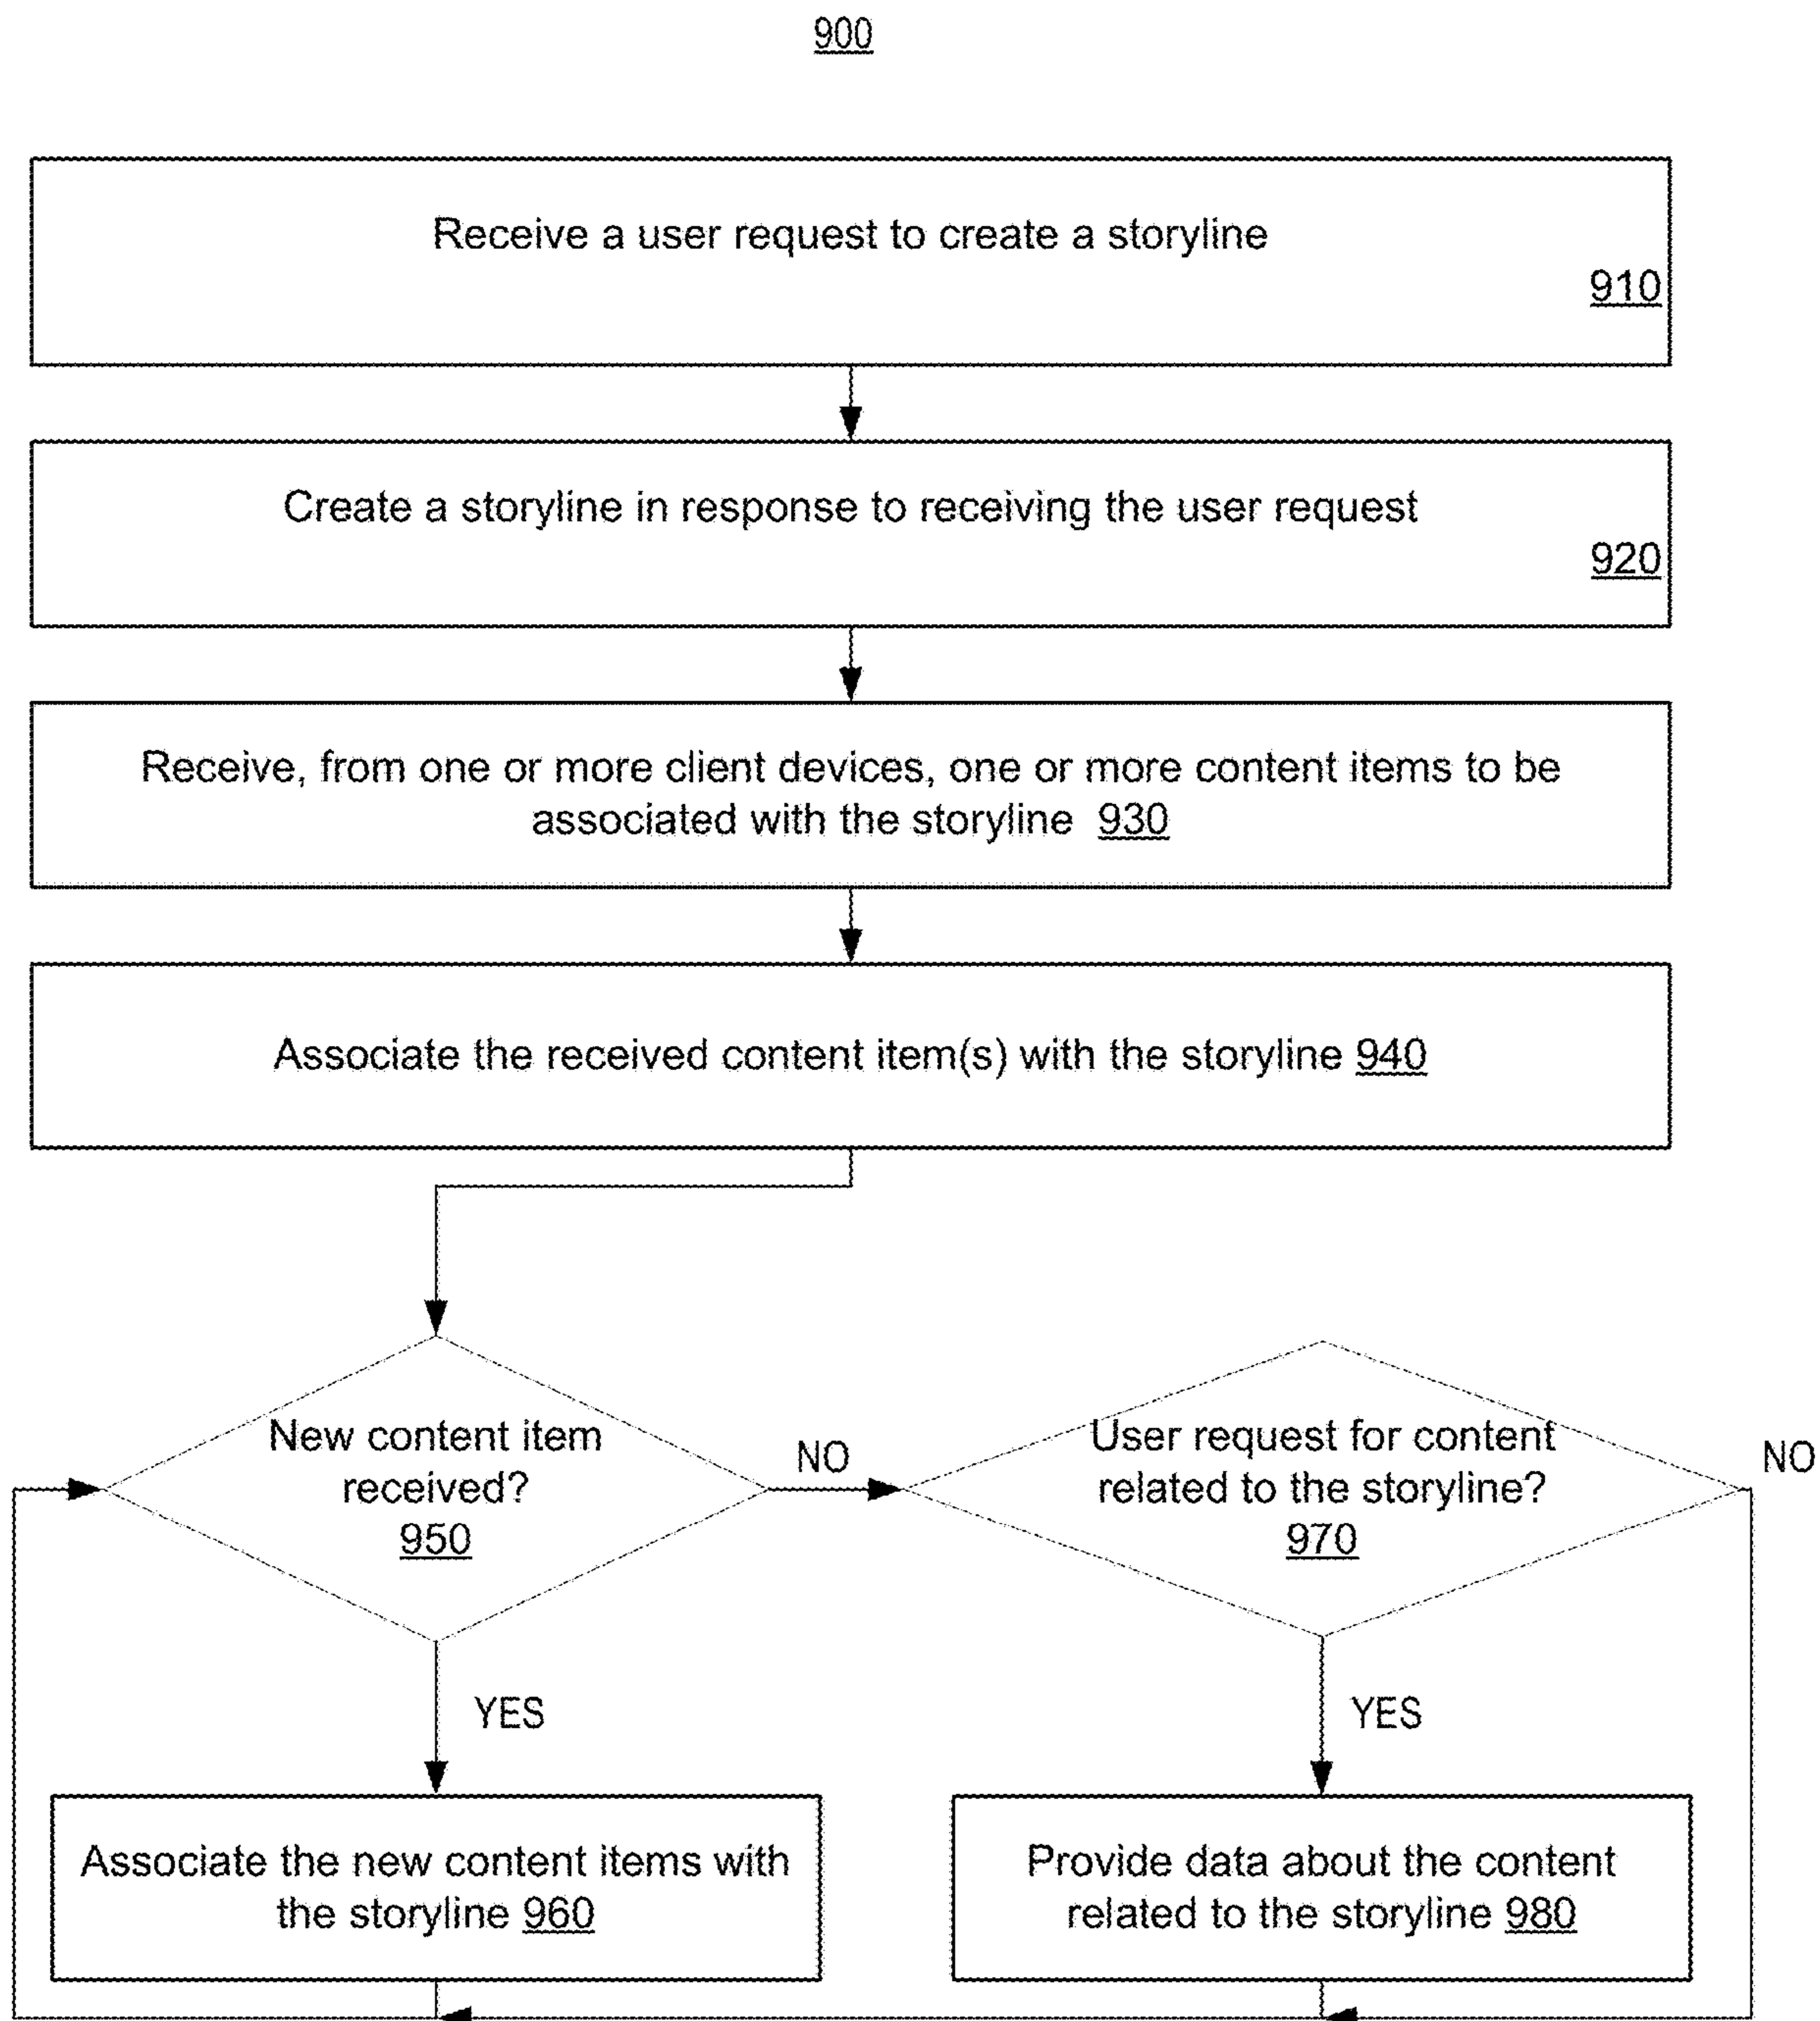 900
Receive a user request to create a storyline
910
Create a storyline in response to receiving the user request
920
Receive, from one or more client devices, one or more content items to be
associated with the storyline 930
Associate the received content item(s) with the storyline 940
New content item
received?
950
NO
User request for content
related to the storyline?
970
NO
YES
YES
Associate the new content items with
the storyline 960
Provide data about the content
related to the storyline 980